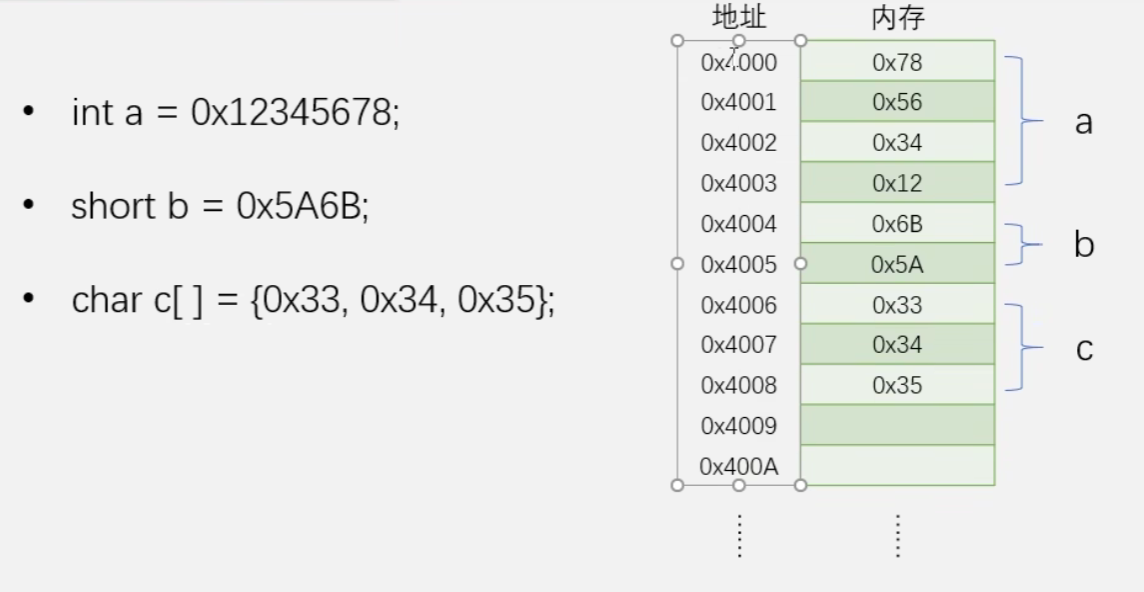 地址 内存
• int a = 0x12345678;
• short b = 0x5A6B;
• char c[ ] = {0x33, 0x34, 0x35};
0x4000 0x78
0x4001 0x56
0x4002 0x34
0x4003 0x12
0x4004 0x6B
0x4005 0x5A
0x4006 0x33
0x4007 0x34
0x4008 0x35
0x4009
0x400A
a
b
c